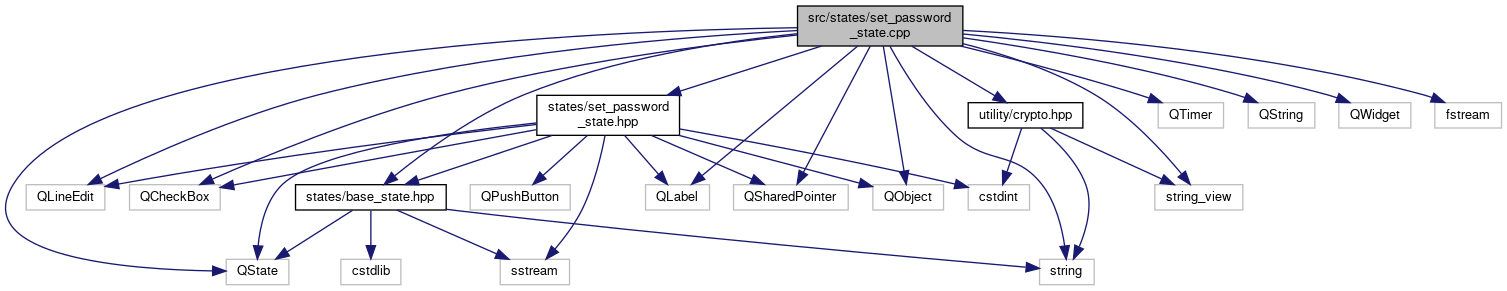 src/states/set_password
_state.cpp
states/set_password
_state.hpp
utility/crypto.hpp
QTimer
QString
QWidget
fstream
QLineEdit
QCheckBox
states/base_state.hpp
QPushButton
QLabel
QSharedPointer
QObject
cstdint
string_view
QState
cstdlib
sstream
string